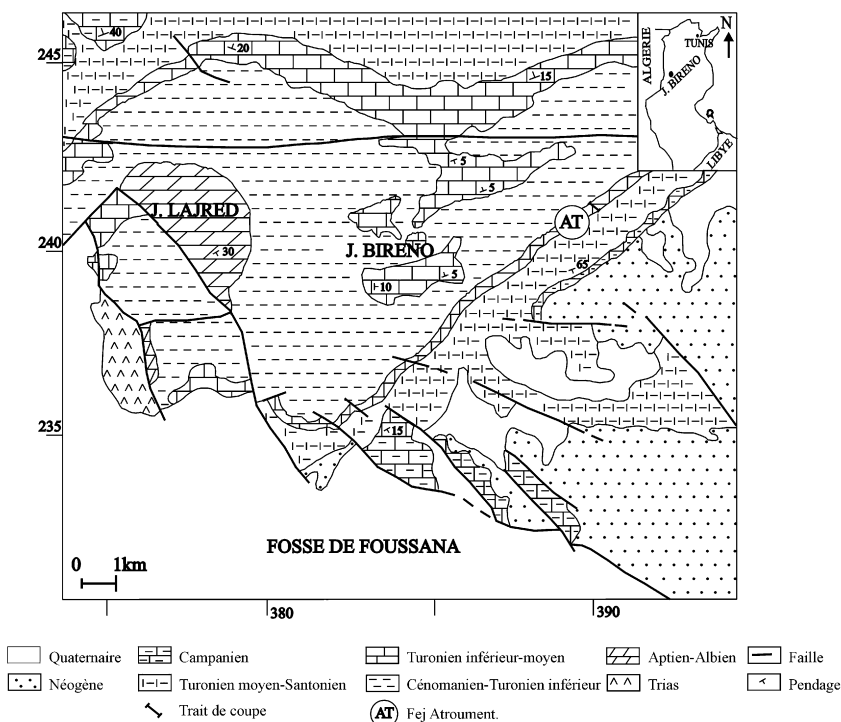 245
240
235
40
20
15
N
ALGERIE
TUNIS
J. BIRENO
LIBYE
5
5
J. LAJRED
30
J. BIRENO
5
10
AT
65
15
FOSSE DE FOUSSANA
0 1km
380
390
Quaternaire
Campanien
Turonien inférieur-moyen
Aptien-Albien
Faille
Néogène
Turonien moyen-Santonien
Cénomanien-Turonien inférieur
Trias
Pendage
Trait de coupe
AT Fej Atroument.